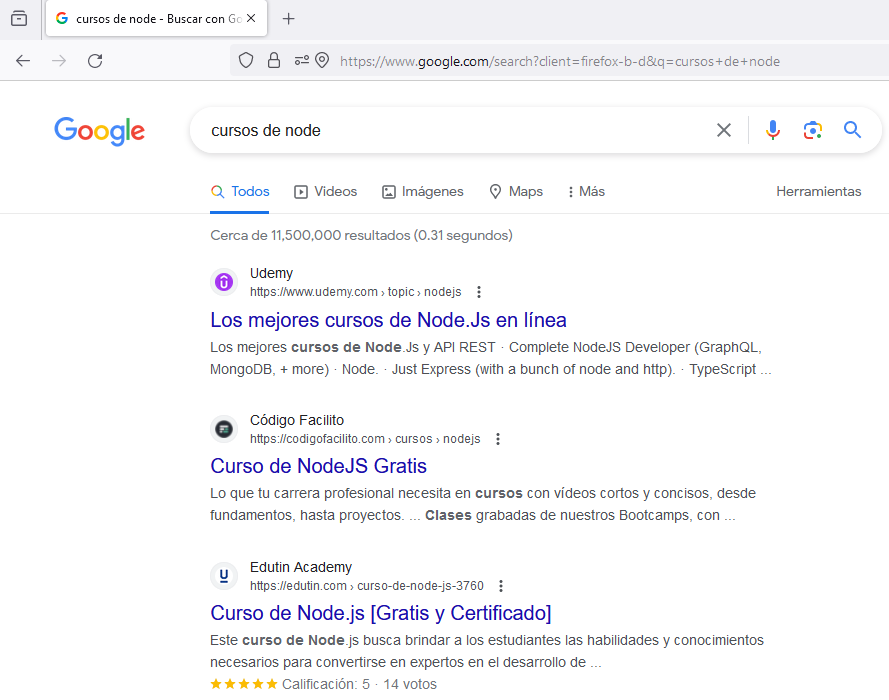 cursos de node - Buscar con Go
https://www.google.com/search?client=firefox-b-d&q=cursos+de+node
Google
cursos de node
Todos Videos Imágenes Maps Más Herramientas
Cerca de 11,500,000 resultados (0.31 segundos)
Udemy
https://www.udemy.com › topic › nodejs
Los mejores cursos de Node.Js en línea
Los mejores cursos de Node.Js y API REST · Complete NodeJS Developer (GraphQL,
MongoDB, + more) · Node. · Just Express (with a bunch of node and http). · TypeScript ...
Código Facilito
https://codigofacilito.com › cursos › nodejs
Curso de NodeJS Gratis
Lo que tu carrera profesional necesita en cursos con vídeos cortos y concisos, desde
fundamentos, hasta proyectos. ... Clases grabadas de nuestros Bootcamps, con ...
Edutin Academy
https://edutin.com › curso-de-node-js-3760
Curso de Node.js [Gratis y Certificado]
Este curso de Node.js busca brindar a los estudiantes las habilidades y conocimientos
necesarios para convertirse en expertos en el desarrollo de ...
★★★★★ Calificación: 5 · 14 votos